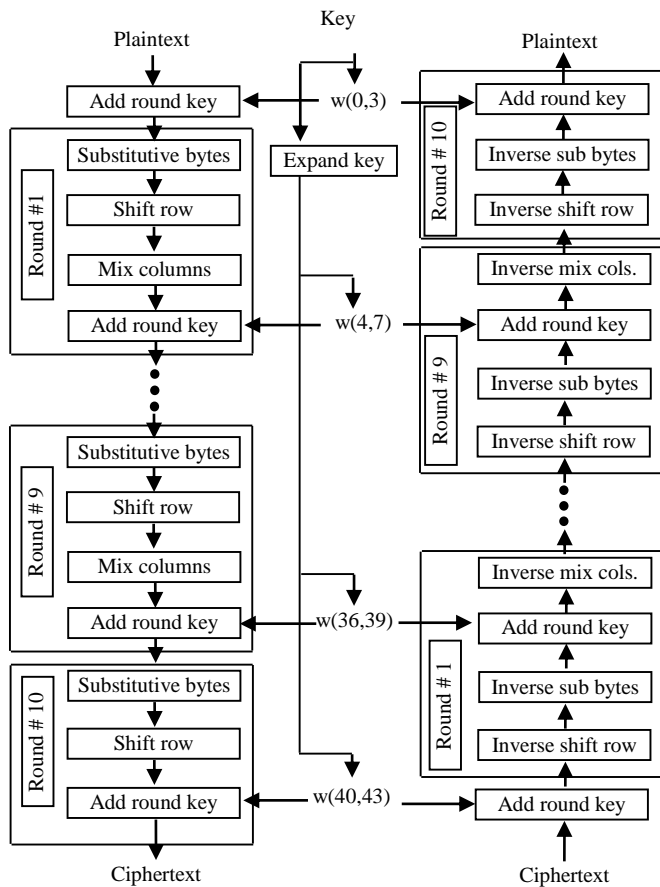 Key
Plaintext
Add round key
Round #1
Substitutive bytes
Shift row
Mix columns
Add round key
Round # 9
Substitutive bytes
Shift row
Mix columns
Add round key
Round # 10
Substitutive bytes
Shift row
Add round key
Ciphertext
w(0,3)
Expand key
w(4,7)
w(36,39)
w(40,43)
Plaintext
Round # 10
Add round key
Inverse sub bytes
Inverse shift row
Round # 9
Inverse mix cols.
Add round key
Inverse sub bytes
Inverse shift row
Round # 1
Inverse mix cols.
Add round key
Inverse sub bytes
Inverse shift row
Add round key
Ciphertext